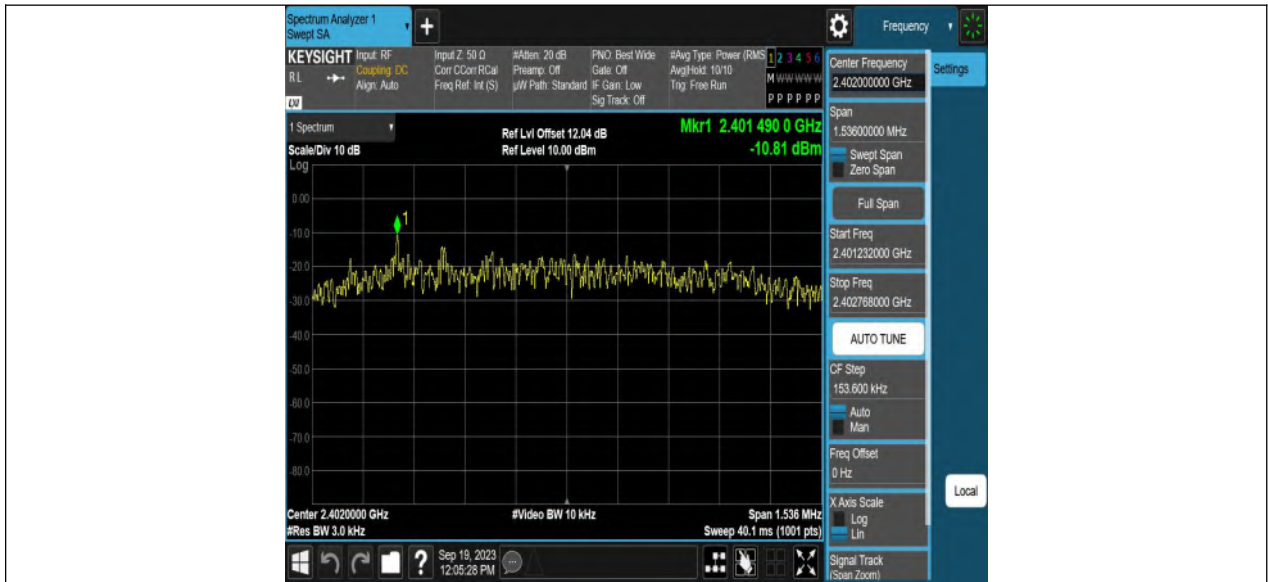 Spectrum Analyzer 1
Swept SA
+
Frequency
KEYSIGHT
RL
LXI
Input: RF
Coupling: DC
Align: Auto
Input Z: 50 Ω
Corr CCorr RCal
Freq Ref: Int (S)
#Atten: 20 dB
Preamp: Off
µW Path: Standard
PNO: Best Wide
Gate: Off
IF Gain: Low
Sig Track: Off
#Avg Type: Power (RMS
Avg|Hold: 10/10
Trig: Free Run
1 2 3 4 5 6
M W W W W W
P P P P P P
1 Spectrum
Scale/Div 10 dB
Ref Lvl Offset 12.04 dB
Ref Level 10.00 dBm
Mkr1 2.401 490 0 GHz
-10.81 dBm
Log
0.00
1
-10.0
-20.0
-30.0
-40.0
-50.0
-60.0
-70.0
-80.0
Center 2.4020000 GHz
#Res BW 3.0 kHz
#Video BW 10 kHz
Span 1.536 MHz
Sweep 40.1 ms (1001 pts)
Sep 19, 2023
12:05:28 PM
?
Center Frequency
2.402000000 GHz
Settings
Span
1.53600000 MHz
Swept Span
Zero Span
Full Span
Start Freq
2.401232000 GHz
Stop Freq
2.402768000 GHz
AUTO TUNE
CF Step
153.600 kHz
Auto
Man
Freq Offset
0 Hz
Local
X Axis Scale
Log
Lin
Signal Track
(Span Zoom)